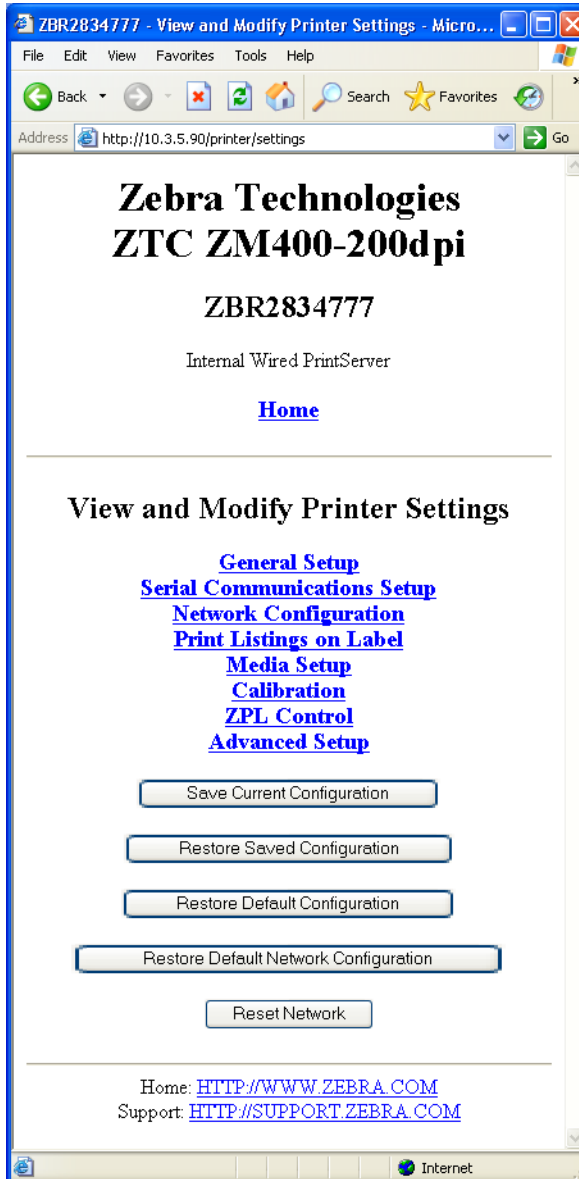 ZBR2834777 - View and Modify Printer Settings - Micro...
File Edit View Favorites Tools Help
Back Search Favorites
Address http://10.3.5.90/printer/settings Go
Zebra Technologies
ZTC ZM400-200dpi
ZBR2834777
Internal Wired PrintServer
Home
View and Modify Printer Settings
General Setup
Serial Communications Setup
Network Configuration
Print Listings on Label
Media Setup
Calibration
ZPL Control
Advanced Setup
Save Current Configuration
Restore Saved Configuration
Restore Default Configuration
Restore Default Network Configuration
Reset Network
Home: HTTP://WWW.ZEBRA.COM
Support: HTTP://SUPPORT.ZEBRA.COM
Internet